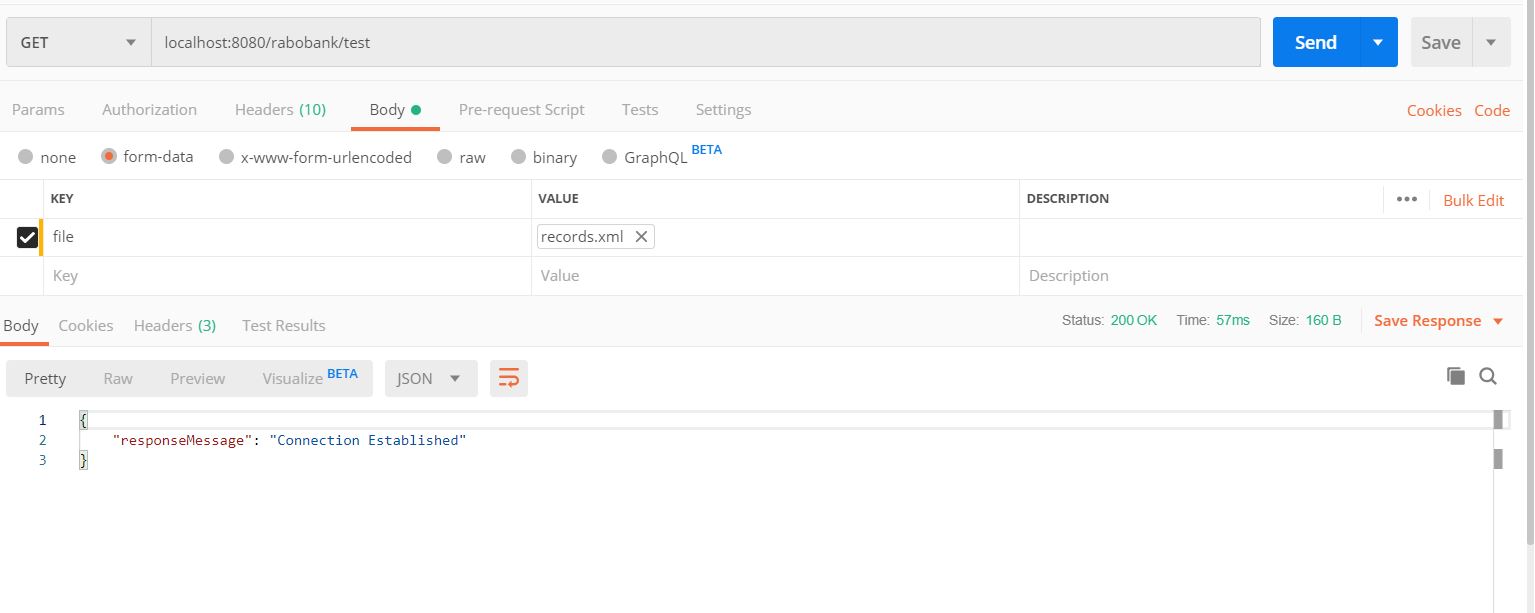 GET localhost:8080/rabobank/test Send Save
Params Authorization Headers (10) Body Pre-request Script Tests Settings Cookies Code
none form-data x-www-form-urlencoded raw binary GraphQL BETA
KEY VALUE DESCRIPTION ••• Bulk Edit
file records.xml
Key Value Description
Body Cookies Headers (3) Test Results Status: 200 OK Time: 57ms Size: 160 B Save Response
Pretty Raw Preview Visualize BETA JSON
1 {
2 "responseMessage": "Connection Established"
3 }